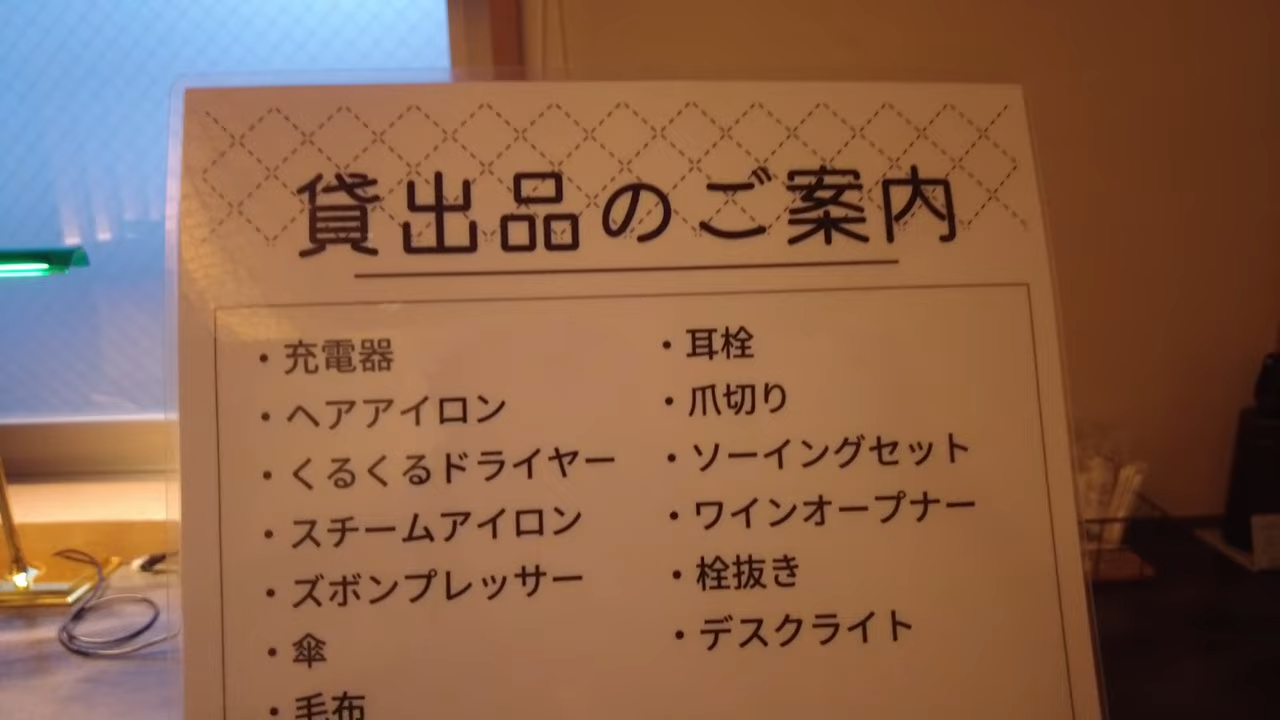 貸出品のご案内
・充電器
・ヘアアイロン
・くるくるドライヤー
・スチームアイロン
・ズボンプレッサー
・傘
・毛布
・耳栓
・爪切り
・ソーイングセット
・ワインオープナー
・栓抜き
・デスクライト